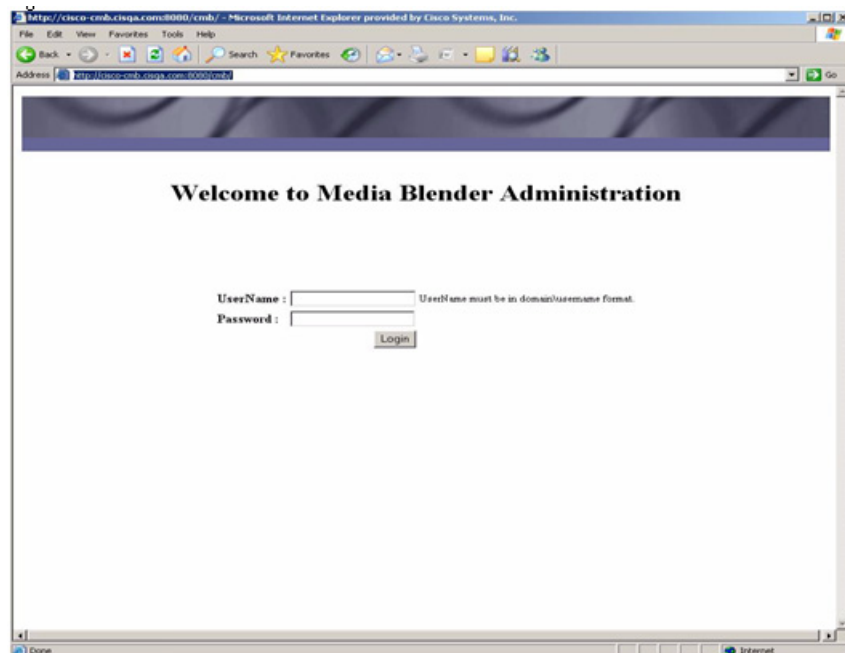 http://cisco-cmb.cisqa.com:8080/cmb/ - Microsoft Internet Explorer provided by Cisco Systems, Inc.
File Edit View Favorites Tools Help
Back Search Favorites
Address http://cisco-cmb.cisqa.com:8080/cmb/ Go
Welcome to Media Blender Administration
UserName : UserName must be in domain\username format.
Password :
Login
Done Internet